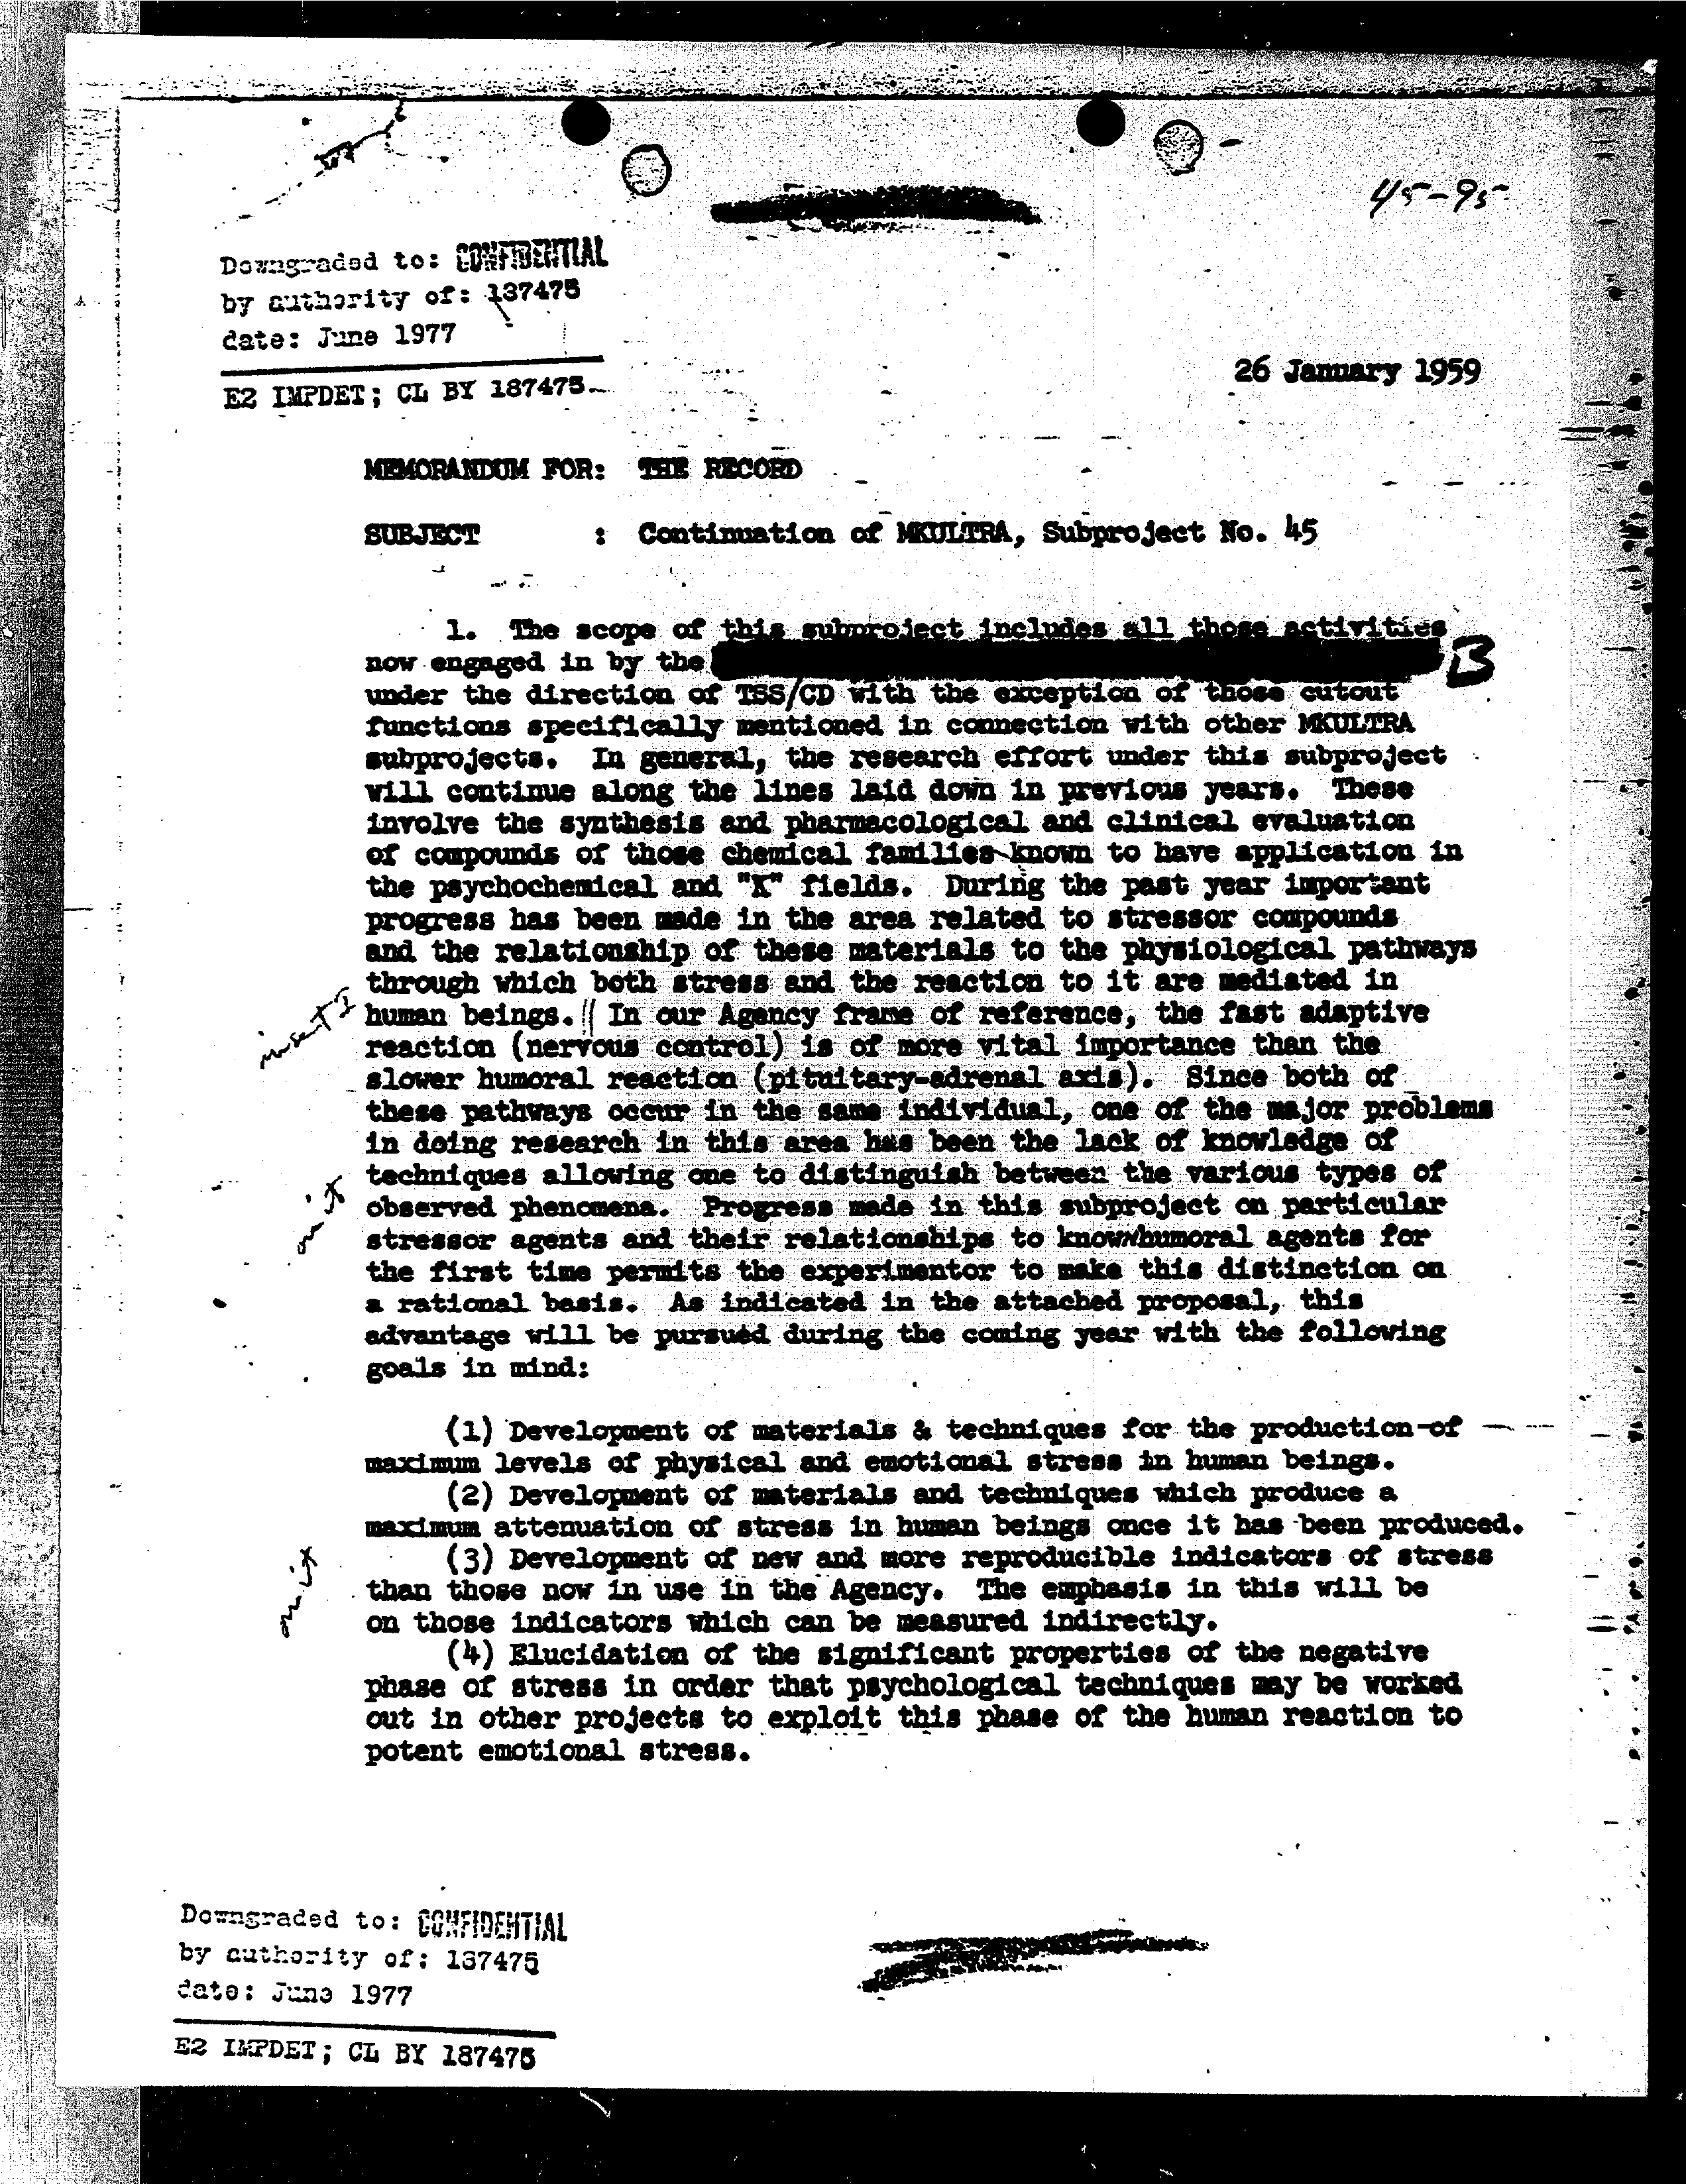 45-95
Downgraded to: CONFIDENTIAL
by authority of: 187475
date: June 1977
E2 IMPDET; CL BY 187475
26 January 1959
MEMORANDUM FOR: THE RECORD
SUBJECT : Continuation of MKULTRA, Subproject No. 45
1. The scope of this subproject includes all those activities
now engaged in by the
B
under the direction of TSS/CD with the exception of those cutout
functions specifically mentioned in connection with other MKULTRA
subprojects. In general, the research effort under this subproject
will continue along the lines laid down in previous years. These
involve the synthesis and pharmacological and clinical evaluation
of compounds of those chemical families known to have application in
the psychochemical and "K" fields. During the past year important
progress has been made in the area related to stressor compounds
and the relationship of these materials to the physiological pathways
through which both stress and the reaction to it are mediated in
insert I
human beings. || In our Agency frame of reference, the fast adaptive
reaction (nervous control) is of more vital importance than the
slower humoral reaction (pituitary-adrenal axis). Since both of
these pathways occur in the same individual, one of the major problems
in doing research in this area has been the lack of knowledge of
techniques allowing one to distinguish between the various types of
omit
observed phenomena. Progress made in this subproject on particular
stressor agents and their relationships to known humoral agents for
the first time permits the experimentor to make this distinction on
a rational basis. As indicated in the attached proposal, this
advantage will be pursued during the coming year with the following
goals in mind:
(1) Development of materials & techniques for the production of
maximum levels of physical and emotional stress in human beings.
(2) Development of materials and techniques which produce a
maximum attenuation of stress in human beings once it has been produced.
(3) Development of new and more reproducible indicators of stress
omit
than those now in use in the Agency. The emphasis in this will be
on those indicators which can be measured indirectly.
(4) Elucidation of the significant properties of the negative
phase of stress in order that psychological techniques may be worked
out in other projects to exploit this phase of the human reaction to
potent emotional stress.
Downgraded to: CONFIDENTIAL
by authority of: 187475
date: June 1977
E2 IMPDET; CL BY 187475